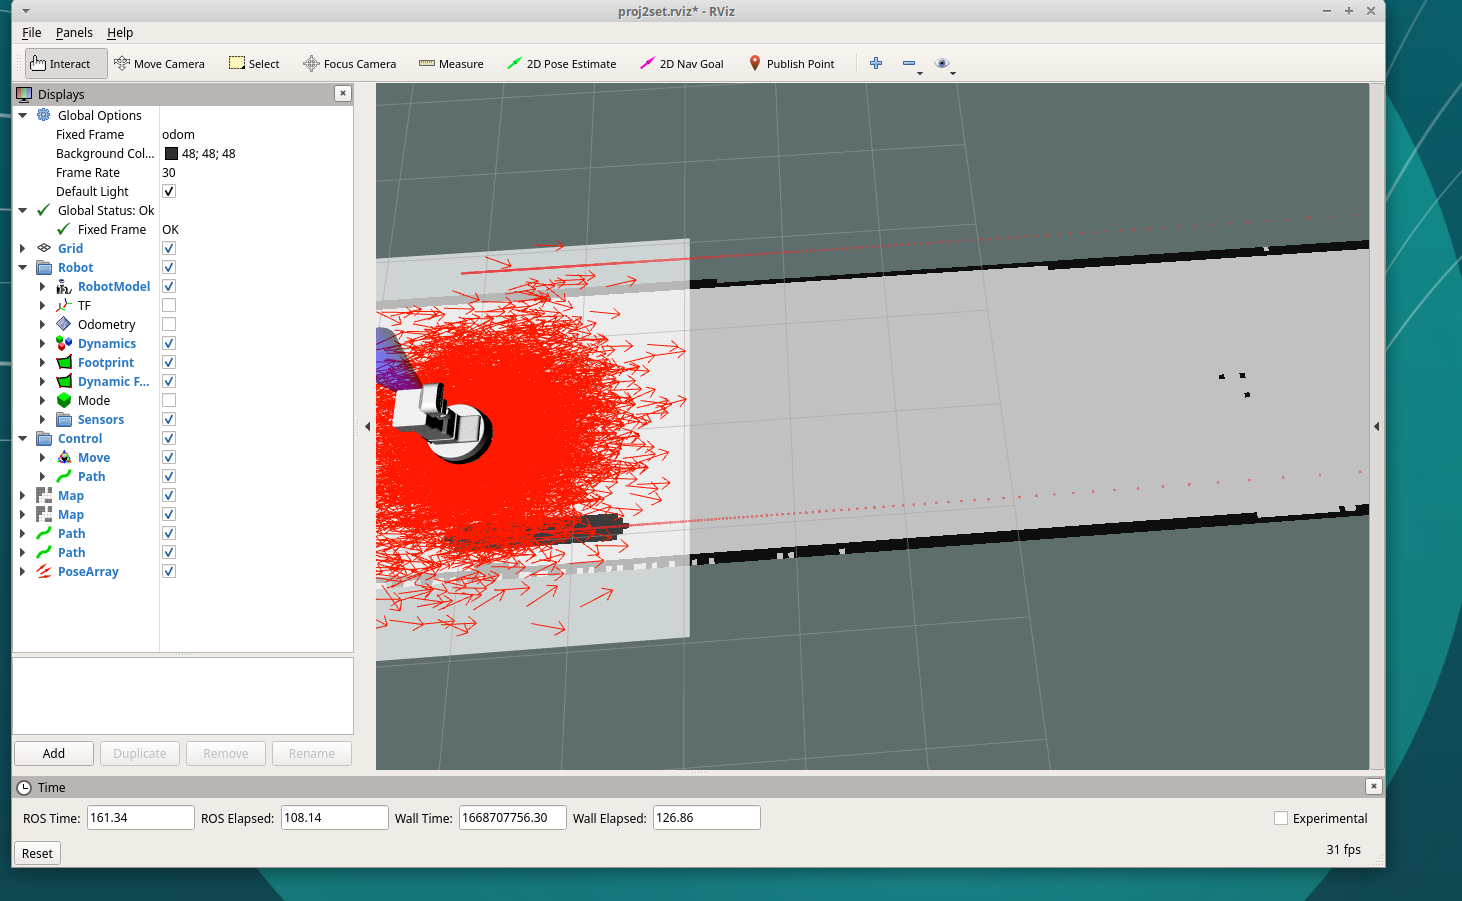 proj2set.rviz* - RViz
File Panels Help
Interact Move Camera Select Focus Camera Measure 2D Pose Estimate 2D Nav Goal Publish Point
Displays
Global Options
Fixed Frame odom
Background Col... 48; 48; 48
Frame Rate 30
Default Light
Global Status: Ok
Fixed Frame OK
Grid
Robot
RobotModel
TF
Odometry
Dynamics
Footprint
Dynamic F...
Mode
Sensors
Control
Move
Path
Map
Map
Path
Path
PoseArray
Add Duplicate Remove Rename
Time
ROS Time: 161.34 ROS Elapsed: 108.14 Wall Time: 1668707756.30 Wall Elapsed: 126.86 Experimental
Reset 31 fps